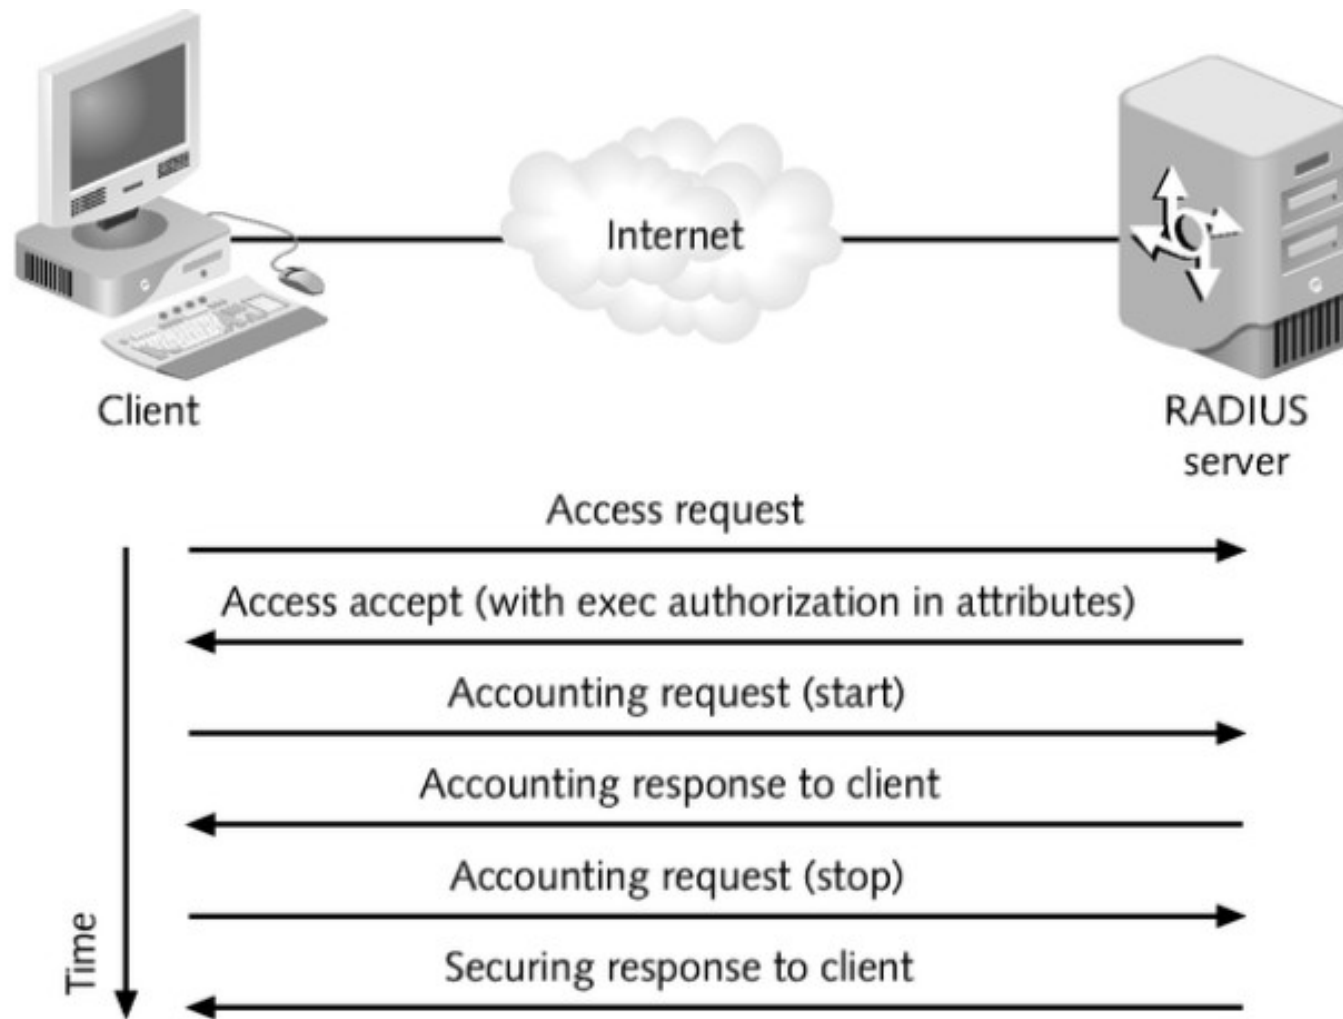 Internet
Client
RADIUS
server
Access request
Access accept (with exec authorization in attributes)
Accounting request (start)
Accounting response to client
Accounting request (stop)
Securing response to client
Time